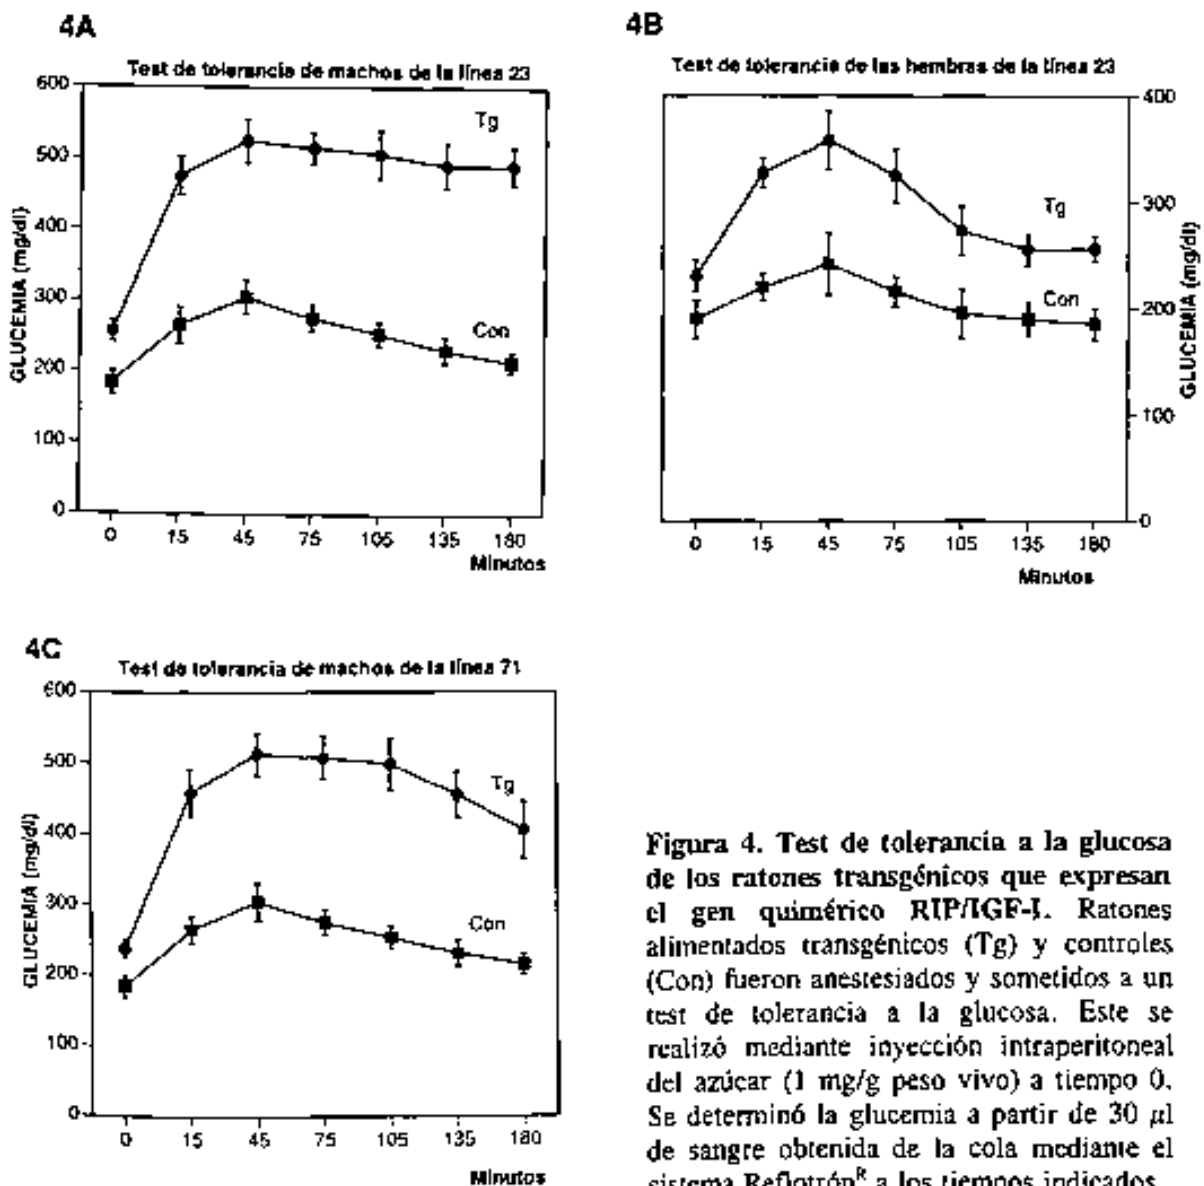 4A
Test de tolerancia de machos de la línea 23
600
500
400
300
200
100
0
GLUCEMIA (mg/dl)
Tg
Con
0 15 45 75 105 135 180
Minutos
4B
Test de tolerancia de las hembras de la línea 23
400
300
200
100
0
GLUCEMIA (mg/dl)
Tg
Con
0 15 45 75 105 135 180
Minutos
4C
Test de tolerancia de machos de la línea 71
600
500
400
300
200
100
0
GLUCEMIA (mg/dl)
Tg
Con
0 15 45 75 105 135 180
Minutos
Figura 4. Test de tolerancia a la glucosa
de los ratones transgénicos que expresan
el gen quimérico RIP/IGF-I. Ratones
alimentados transgénicos (Tg) y controles
(Con) fueron anestesiados y sometidos a un
test de tolerancia a la glucosa. Este se
realizó mediante inyección intraperitoneal
del azúcar (1 mg/g peso vivo) a tiempo 0.
Se determinó la glucemia a partir de 30 µl
de sangre obtenida de la cola mediante el
sistema Reflotrón^R a los tiempos indicados.